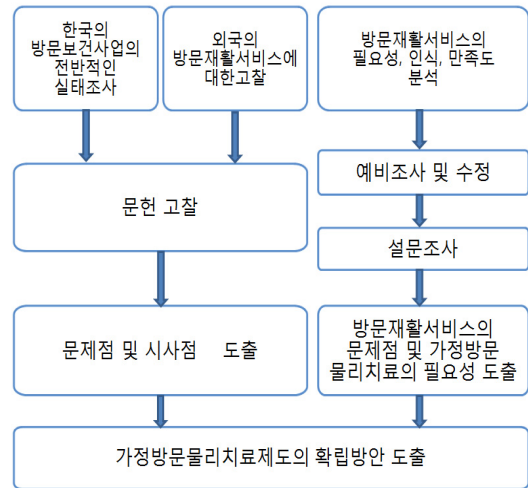 한국의
방문보건사업의
전반적인
실태조사
외국의
방문재활서비스에
대한고찰
방문재활서비스의
필요성, 인식, 만족도
분석
예비조사 및 수정
문헌 고찰
설문조사
문제점 및 시사점 도출
방문재활서비스의
문제점 및 가정방문
물리치료의 필요성 도출
가정방문물리치료제도의 확립방안 도출